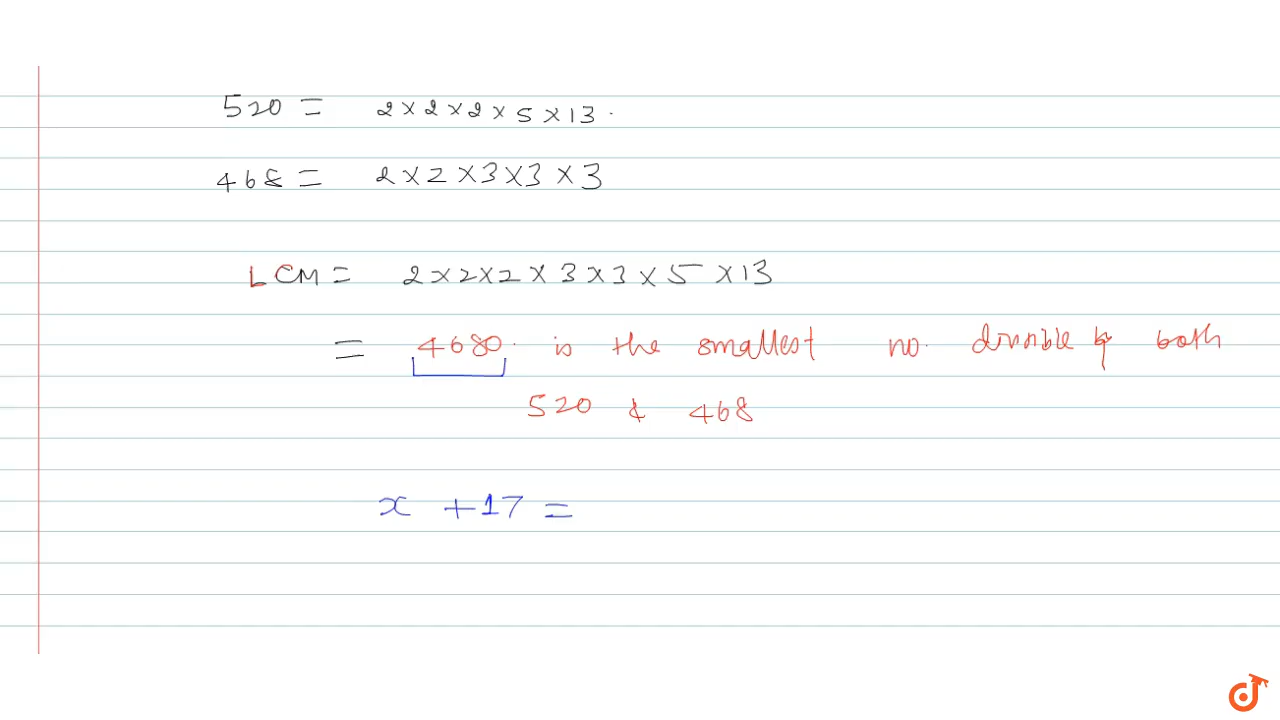 520 = 2 × 2 × 2 × 5 × 13 .
468 = 2 × 2 × 3 × 3 × 3
LCM = 2 × 2 × 2 × 3 × 3 × 5 × 13
= 4680. is the smallest no. divisible by both
520 & 468
x + 17 =